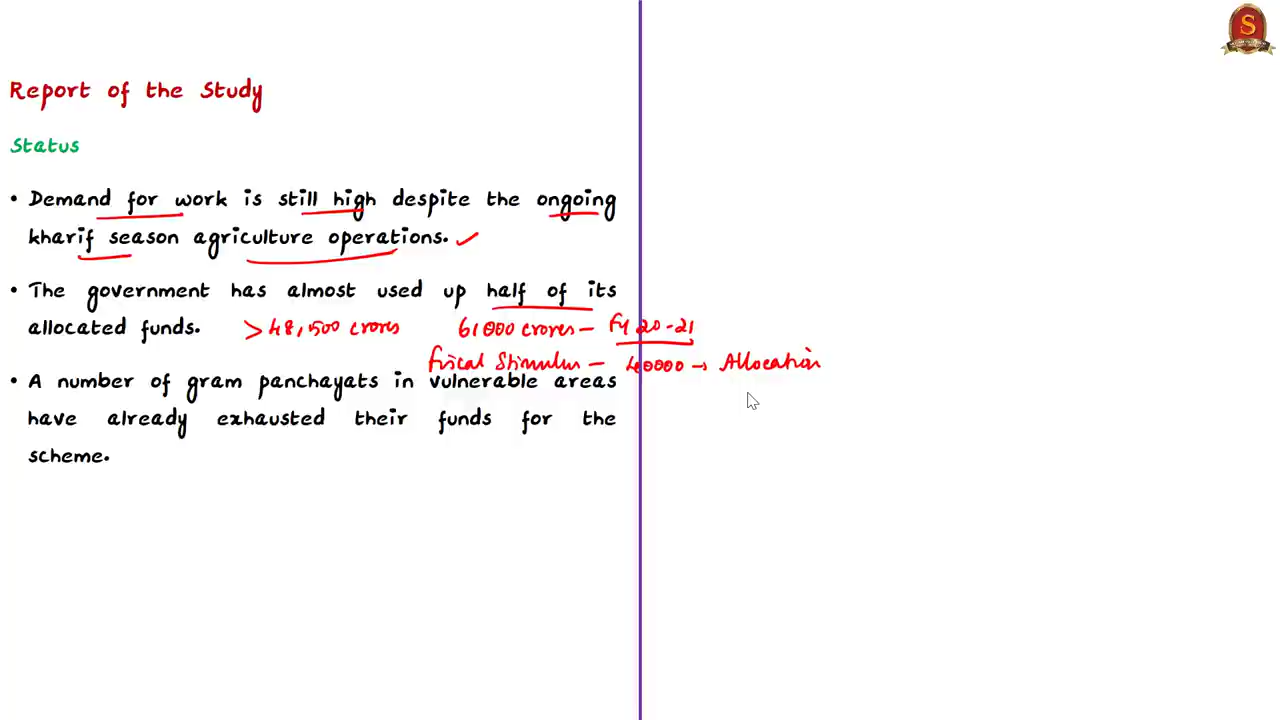 Report of the Study
Status
• Demand for work is still high despite the ongoing
kharif season agriculture operations.
• The government has almost used up half of its
allocated funds. >48,500 crores 61000 crores – FY 20-21
Fiscal Stimulus – 40000 → Allocation
• A number of gram panchayats in vulnerable areas
have already exhausted their funds for the
scheme.
S